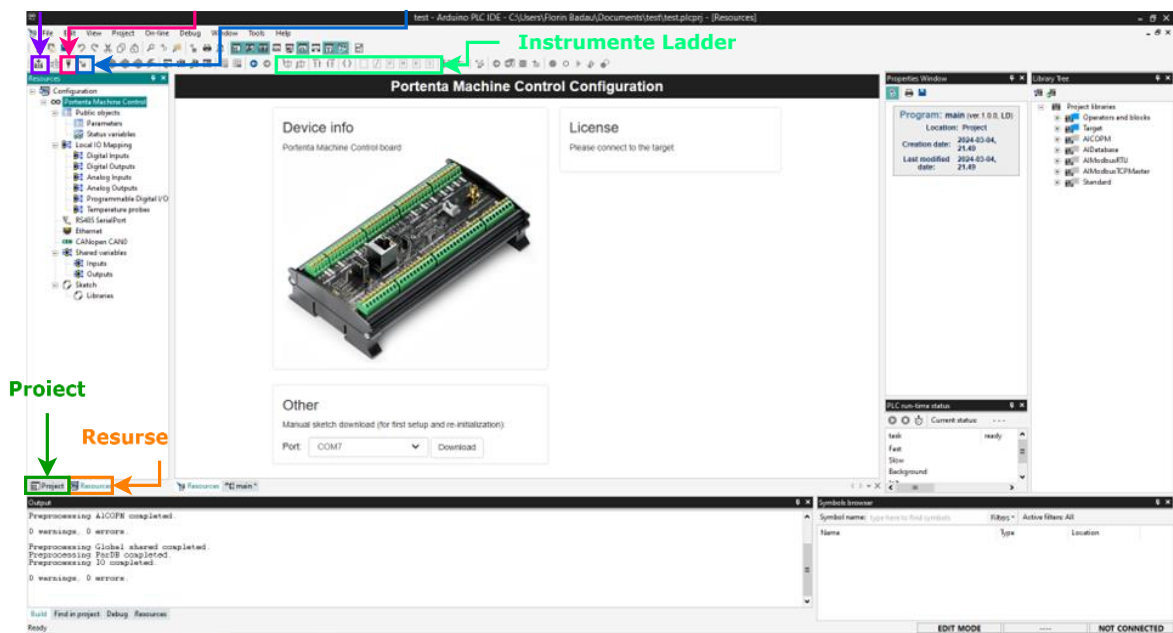 test - Arduino PLC IDE - C:\Users\Florin Badau\Documents\test\test.plcprj - [Resources]
File Edit View Project On-line Debug Window Tools Help
Instrumente Ladder
Resources
Configuration
Portenta Machine Control
Public objects
Parameters
Status variables
Local IO Mapping
Digital Inputs
Digital Outputs
Analog Inputs
Analog Outputs
Programmable Digital I/O
Temperature probes
RS485 SerialPort
Ethernet
CANopen CAN0
Shared variables
Inputs
Outputs
Sketch
Libraries
Proiect
Resurse
Project Resources
Portenta Machine Control Configuration
Device info
Portenta Machine Control board
License
Please connect to the target
Other
Manual sketch download (for first setup and re-initialization):
Port: COM7 Download
Resources main
Properties Window
Program: main (ver.1.0.0, LD)
Location: Project
Creation date: 2024-03-04, 21.49
Last modified date: 2024-03-04, 21.49
Library Tree
Project libraries
Operators and blocks
Target
AlCOPM
AlDatabase
AlModbusRTU
AlModbusTCPMaster
Standard
PLC run-time status
Current status: ---
task ready
Fast
Slow
Background
Output
Preprocessing AlCOPM completed.
0 warnings, 0 errors.
Preprocessing Global shared completed.
Preprocessing ParDB completed.
Preprocessing IO completed.
0 warnings, 0 errors.
Build Find in project Debug Resources
Symbols browser
Symbol name: type here to find symbols Filters Active filters: All
Name Type Location
Ready
EDIT MODE ---- NOT CONNECTED